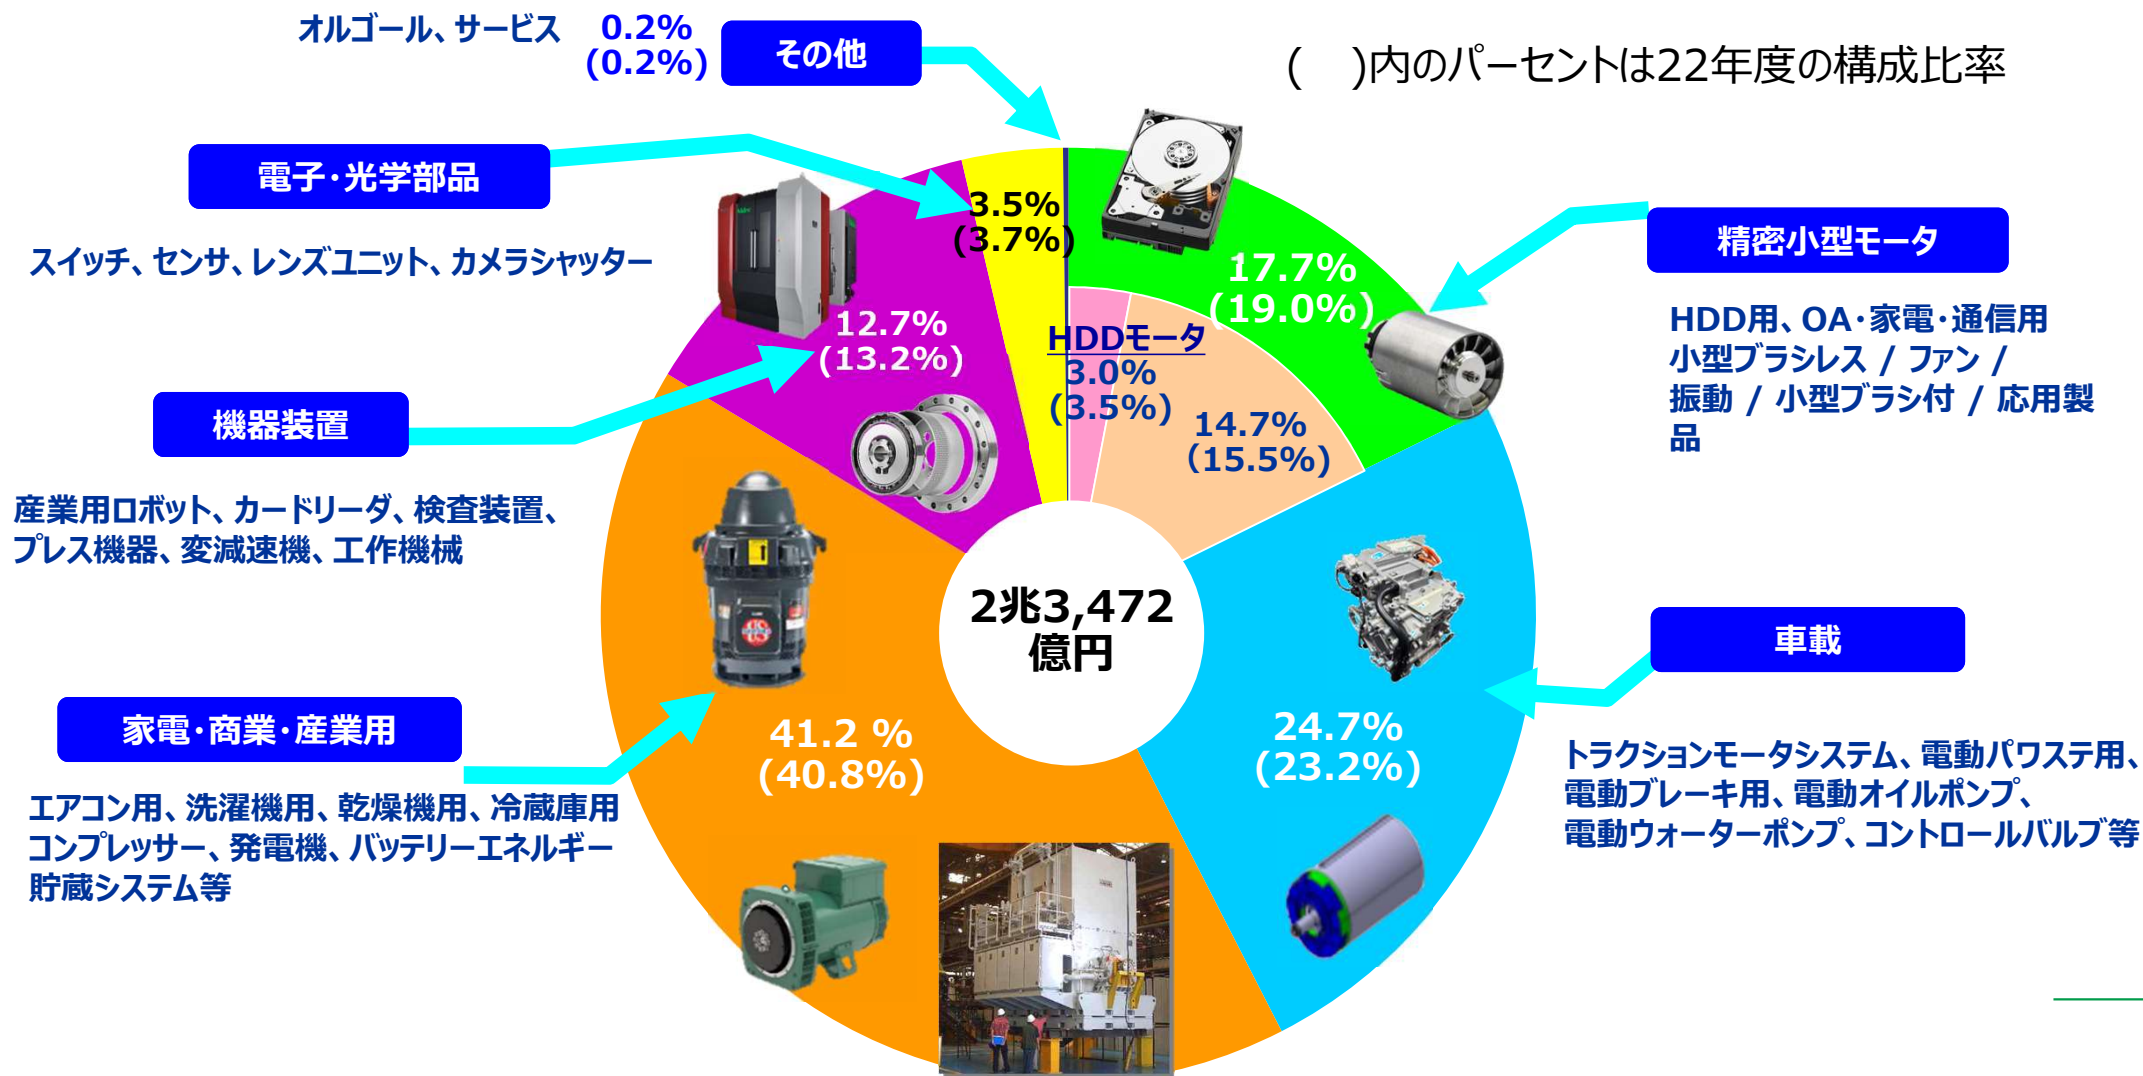 オルゴール、サービス
0.2%
(0.2%)
その他
(　)内のパーセントは22年度の構成比率
電子・光学部品
スイッチ、センサ、レンズユニット、カメラシャッター
3.5%
(3.7%)
17.7%
(19.0%)
精密小型モータ
HDD用、OA・家電・通信用
小型ブラシレス / ファン /
振動 / 小型ブラシ付 / 応用製
品
12.7%
(13.2%)
HDDモータ
3.0%
(3.5%)
14.7%
(15.5%)
機器装置
産業用ロボット、カードリーダ、検査装置、
プレス機器、変減速機、工作機械
2兆3,472
億円
車載
24.7%
(23.2%)
トラクションモータシステム、電動パワステ用、
電動ブレーキ用、電動オイルポンプ、
電動ウォーターポンプ、コントロールバルブ等
家電・商業・産業用
41.2 %
(40.8%)
エアコン用、洗濯機用、乾燥機用、冷蔵庫用
コンプレッサー、発電機、バッテリーエネルギー
貯蔵システム等